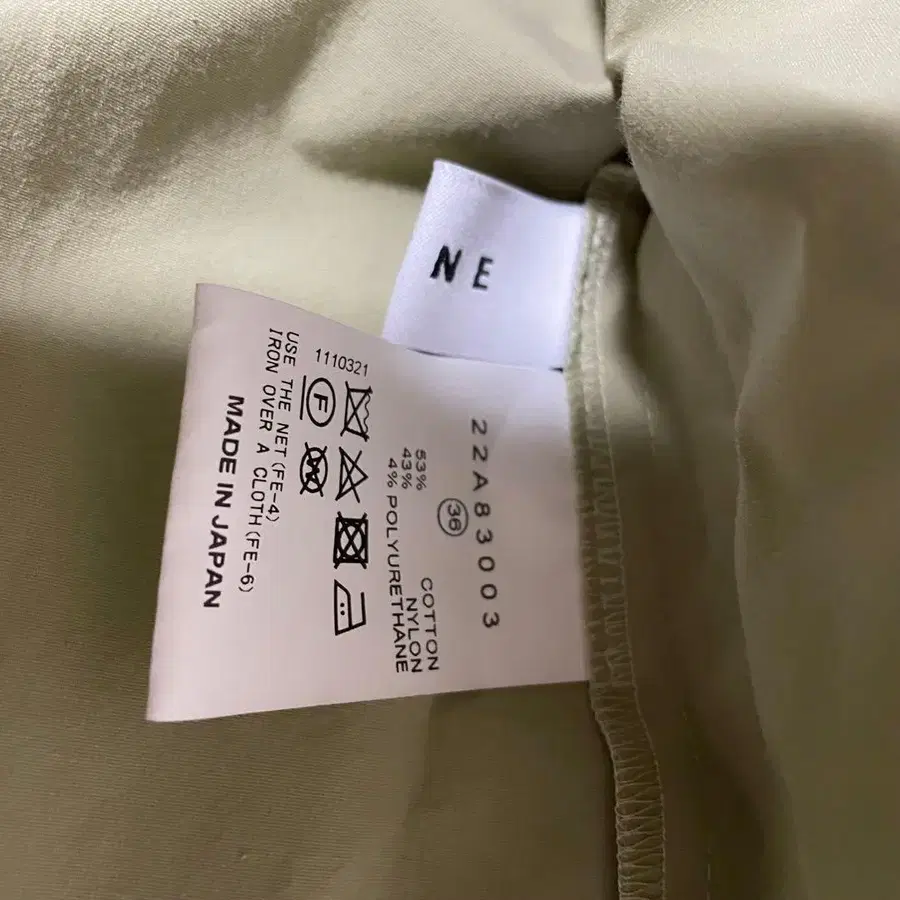 NE
22A83003
36
53% COTTON
43% NYLON
4% POLYURETHANE
1110321
F
W
USE THE NET(FE-4)
IRON OVER A CLOTH(FE-6)
MADE IN JAPAN